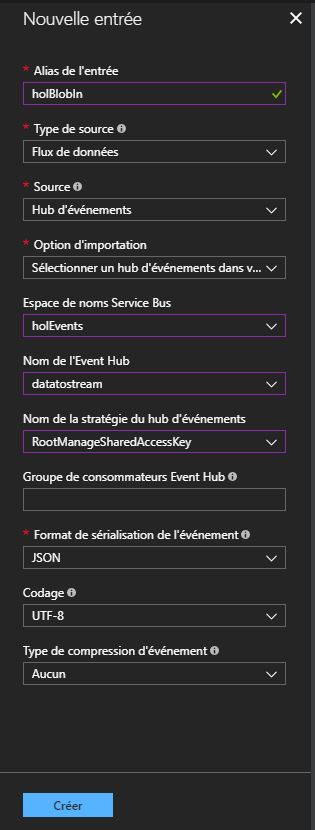 Nouvelle entrée
* Alias de l'entrée
holBlobIn
* Type de source
Flux de données
* Source
Hub d'événements
* Option d'importation
Sélectionner un hub d'événements dans v...
Espace de noms Service Bus
holEvents
Nom de l'Event Hub
datatostream
Nom de la stratégie du hub d'événements
RootManageSharedAccessKey
Groupe de consommateurs Event Hub
* Format de sérialisation de l'événement
JSON
Codage
UTF-8
Type de compression d'événement
Aucun
Créer